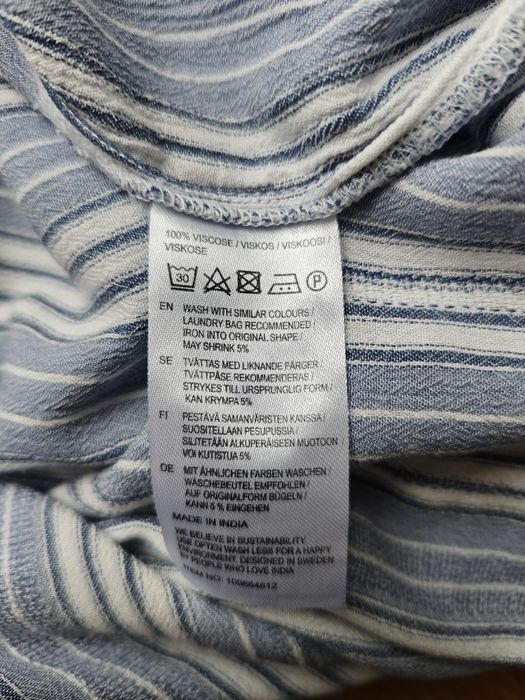 100% VISCOSE / VISKOS / VISKOOSI /
VISKOSE
30 P
EN WASH WITH SIMILAR COLOURS /
LAUNDRY BAG RECOMMENDED /
IRON INTO ORIGINAL SHAPE /
MAY SHRINK 5%
SE TVÄTTAS MED LIKNANDE FÄRGER /
TVÄTTPÅSE REKOMMENDERAS /
STRYKES TILL URSPRUNGLIG FORM /
KAN KRYMPA 5%
FI PESTÄVÄ SAMANVÄRISTEN KANSSA /
SUOSITELLAAN PESUPUSSIA /
SILITETÄÄN ALKUPERÄISEEN MUOTOON /
VOI KUTISTUA 5%
DE MIT ÄHNLICHEN FARBEN WASCHEN /
WÄSCHEBEUTEL EMPFOHLEN /
AUF ORIGINALFORM BÜGELN /
KANN 5 % EINGEHEN
MADE IN INDIA
WE BELIEVE IN SUSTAINABILITY.
USE OFTEN WASH LESS FOR A HAPPY
ENVIRONMENT. DESIGNED IN SWEDEN
BY PEOPLE WHO LOVE INDIA
ITEM NO: